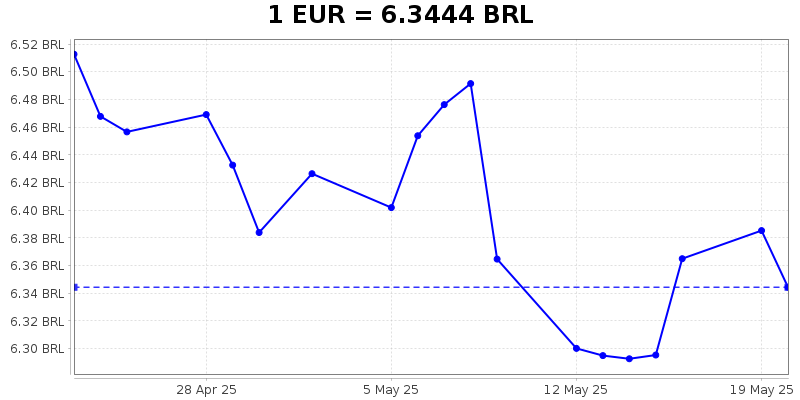 1 EUR = 6.3444 BRL
6.52 BRL
6.50 BRL
6.48 BRL
6.46 BRL
6.44 BRL
6.42 BRL
6.40 BRL
6.38 BRL
6.36 BRL
6.34 BRL
6.32 BRL
6.30 BRL
28 Apr 25 5 May 25 12 May 25 19 May 25